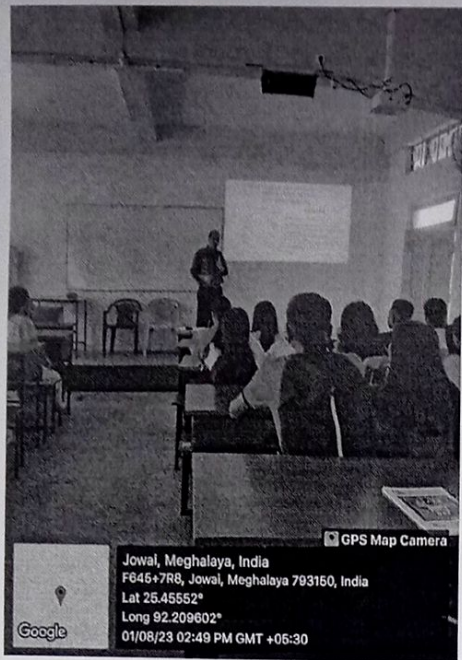 GPS Map Camera
Google
Jowai, Meghalaya, India
F645+7R8, Jowai, Meghalaya 793150, India
Lat 25.45552°
Long 92.209602°
01/08/23 02:49 PM GMT +05:30